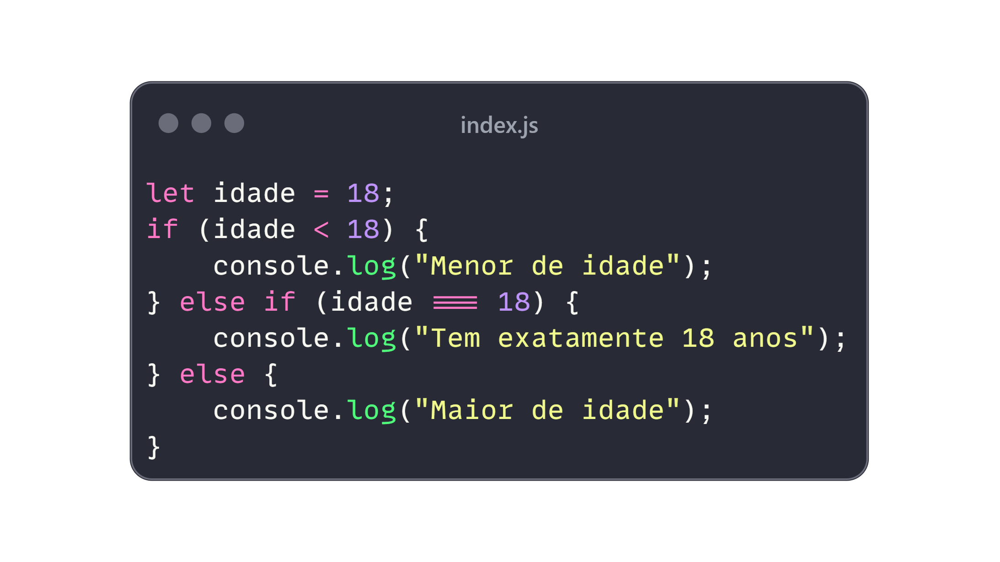 index.js
let idade = 18;
if (idade < 18) {
    console.log("Menor de idade");
} else if (idade === 18) {
    console.log("Tem exatamente 18 anos");
} else {
    console.log("Maior de idade");
}